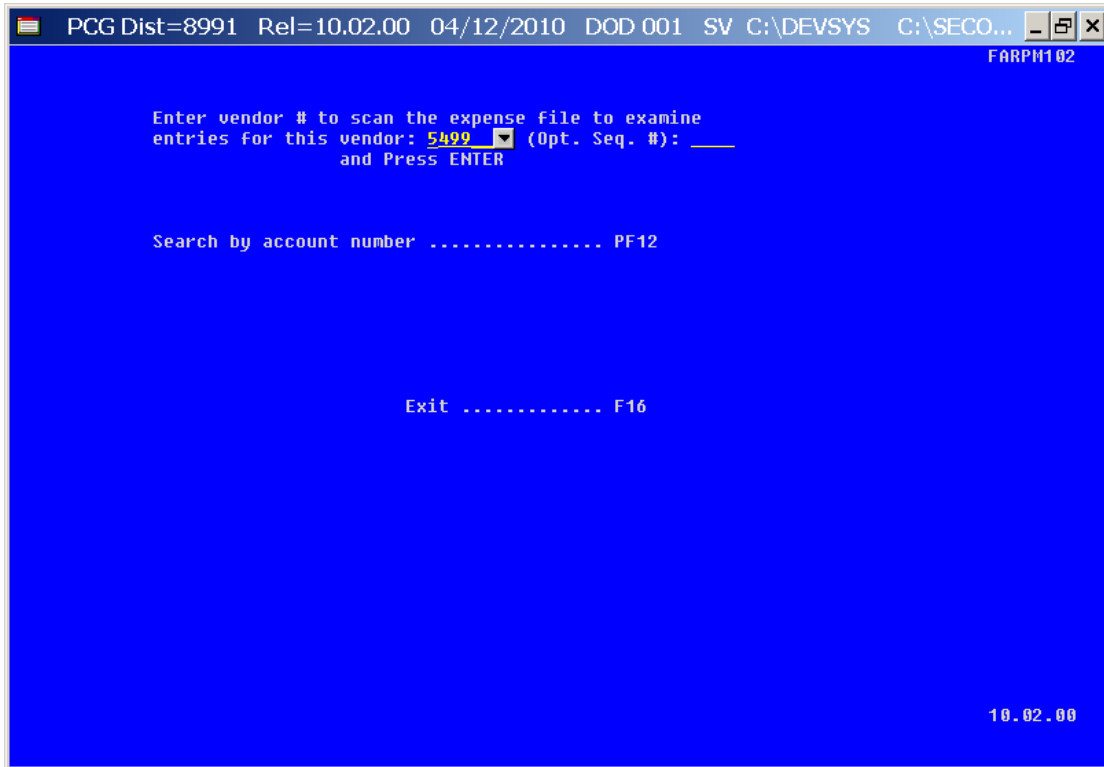 PCG Dist=8991 Rel=10.02.00 04/12/2010 DOD 001 SV C:\DEVSYS C:\SECO...
FARPM102
Enter vendor # to scan the expense file to examine
entries for this vendor: 5499__ (Opt. Seq. #): ____
and Press ENTER
Search by account number ................ PF12
Exit ............. F16
10.02.00